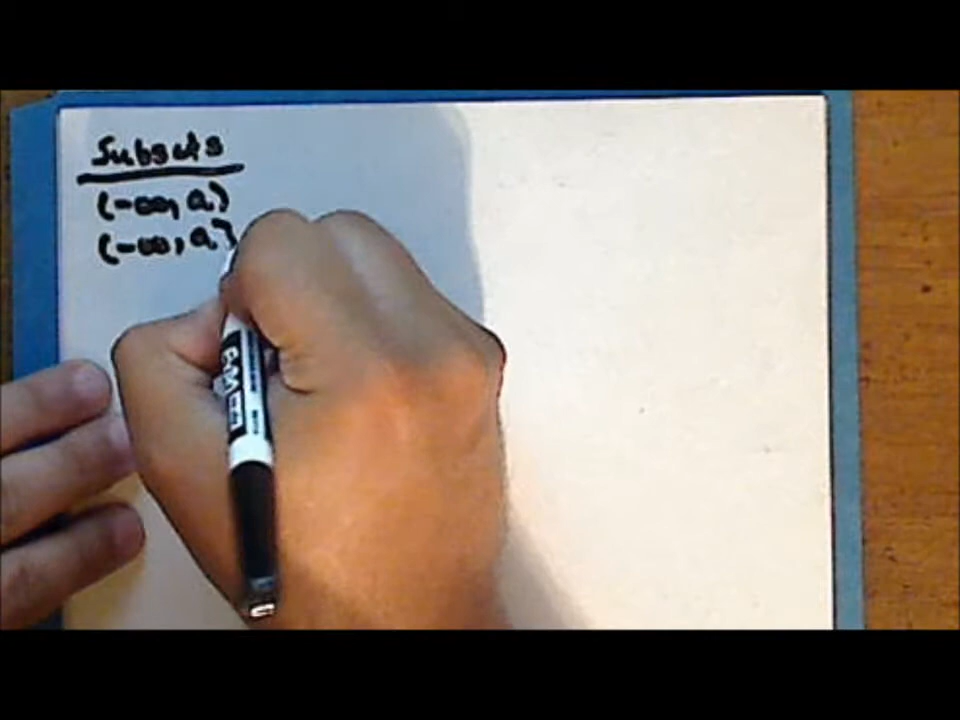 Subsets
(-∞, a)
(-∞, a]